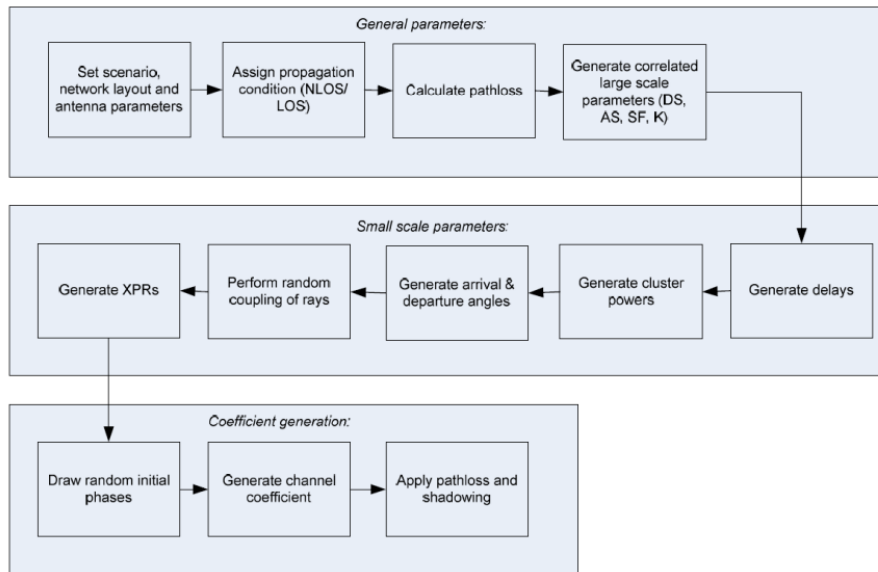 General parameters:
Set scenario,
network layout and
antenna parameters
Assign propagation
condition (NLOS/
LOS)
Calculate pathloss
Generate correlated
large scale
parameters (DS,
AS, SF, K)
Small scale parameters:
Generate XPRs
Perform random
coupling of rays
Generate arrival &
departure angles
Generate cluster
powers
Generate delays
Coefficient generation:
Draw random initial
phases
Generate channel
coefficient
Apply pathloss and
shadowing